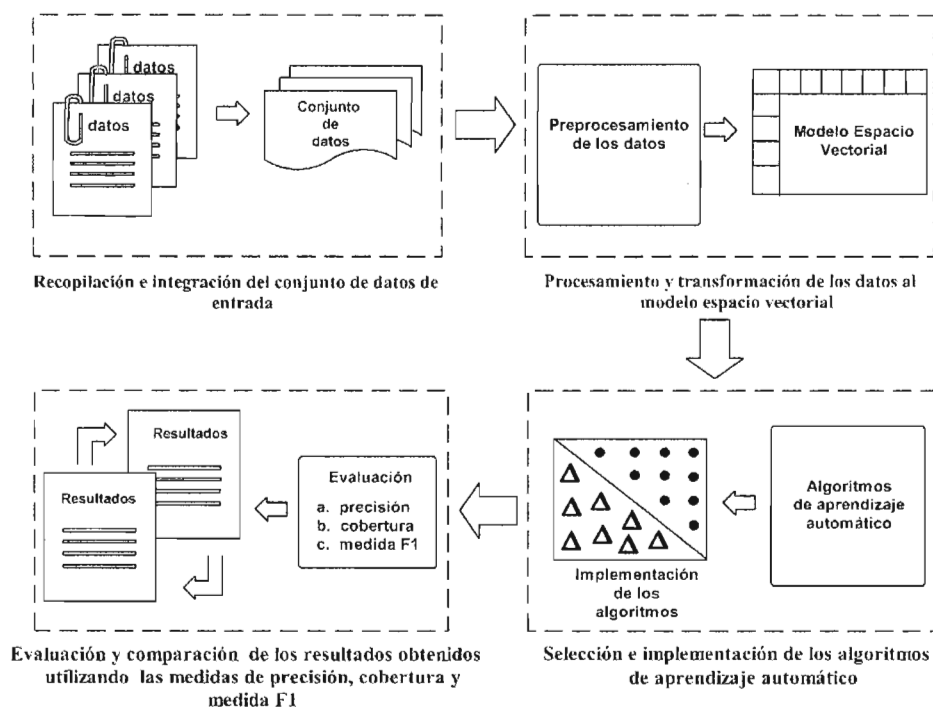 datos
datos
datos
Conjunto
de
datos
Recopilación e integración del conjunto de datos de
entrada
Preprocesamiento
de los datos
Modelo Espacio
Vectorial
Procesamiento y transformación de los datos al
modelo espacio vectorial
Algoritmos
de aprendizaje
automático
Implementación
de los
algoritmos
Selección e implementación de los algoritmos
de aprendizaje automático
Evaluación
a. precisión
b. cobertura
c. medida F1
Resultados
Resultados
Evaluación y comparación de los resultados obtenidos
utilizando las medidas de precisión, cobertura y
medida F1